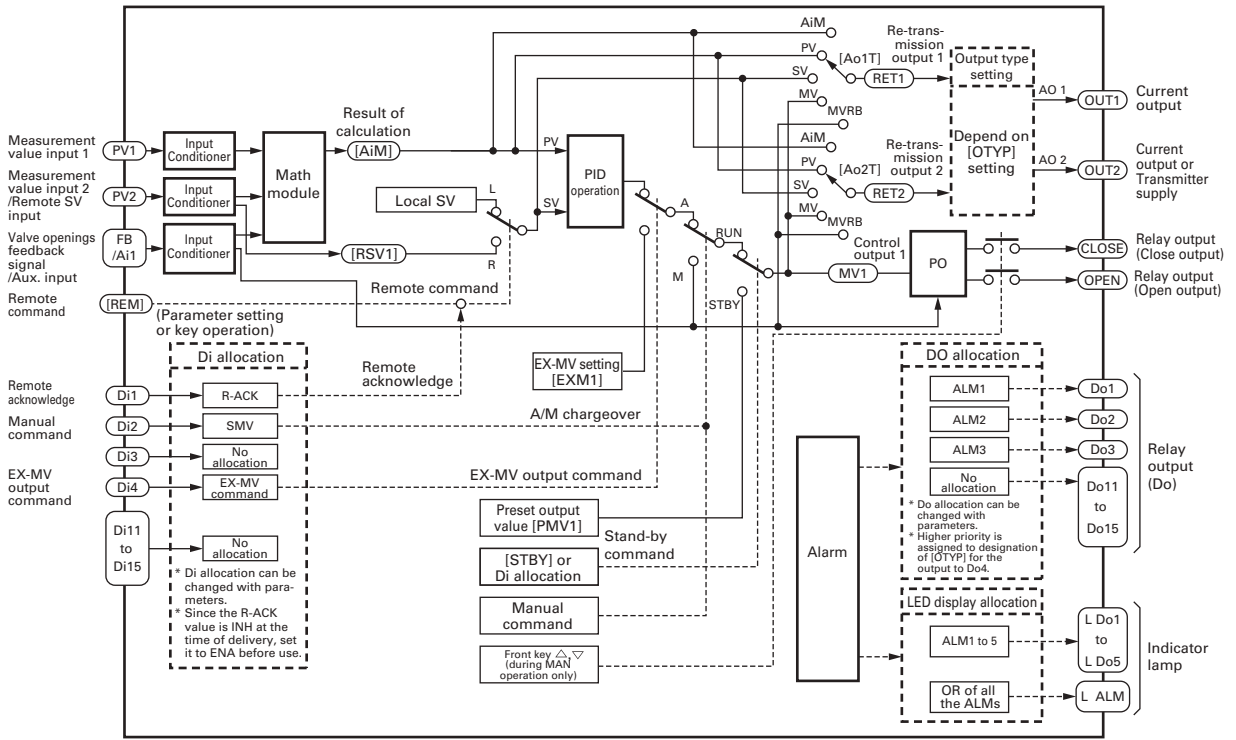 Measurement
value input 1
PV1
Input
Conditioner
Measurement
value input 2
/Remote SV
input
PV2
Input
Conditioner
Valve openings
feedback
signal
/Aux. input
FB
/Ai1
Input
Conditioner
Remote
command
[REM]
(Parameter setting
or key operation)
Math
module
Result of
calculation
[AiM]
Local SV
[RSV1]
L
R
Remote command
PV
SV
PID
operation
A
M
RUN
STBY
AiM
PV
SV
MV
MVRB
[Ao1T]
Re-trans-
mission
output 1
RET1
AiM
PV
SV
MV
MVRB
[Ao2T]
Re-trans-
mission
output 2
RET2
Output type
setting
Depend on
[OTYP]
setting
AO 1
OUT1
Current
output
AO 2
OUT2
Current
output or
Transmitter
supply
Control
output 1
MV1
PO
CLOSE
Relay output
(Close output)
OPEN
Relay output
(Open output)
Di allocation
Remote
acknowledge
Di1
R-ACK
Manual
command
Di2
SMV
Di3
No
allocation
EX-MV
output
command
Di4
EX-MV
command
Di11
to
Di15
No
allocation
* Di allocation can be
changed with para-
meters.
* Since the R-ACK
value is INH at the
time of delivery, set
it to ENA before use.
Remote
acknowledge
EX-MV setting
[EXM1]
A/M chargeover
EX-MV output command
Preset output
value [PMV1]
Stand-by
command
[STBY] or
Di allocation
Manual
command
Front key △,▽
(during MAN
operation only)
Alarm
DO allocation
ALM1
Do1
ALM2
Do2
ALM3
Do3
No
allocation
Do11
to
Do15
Relay
output
(Do)
* Do allocation can be
changed with
parameters.
* Higher priority is
assigned to designation
of [OTYP] for the
output to Do4.
LED display allocation
ALM1 to 5
L Do1
to
L Do5
OR of all
the ALMs
L ALM
Indicator
lamp